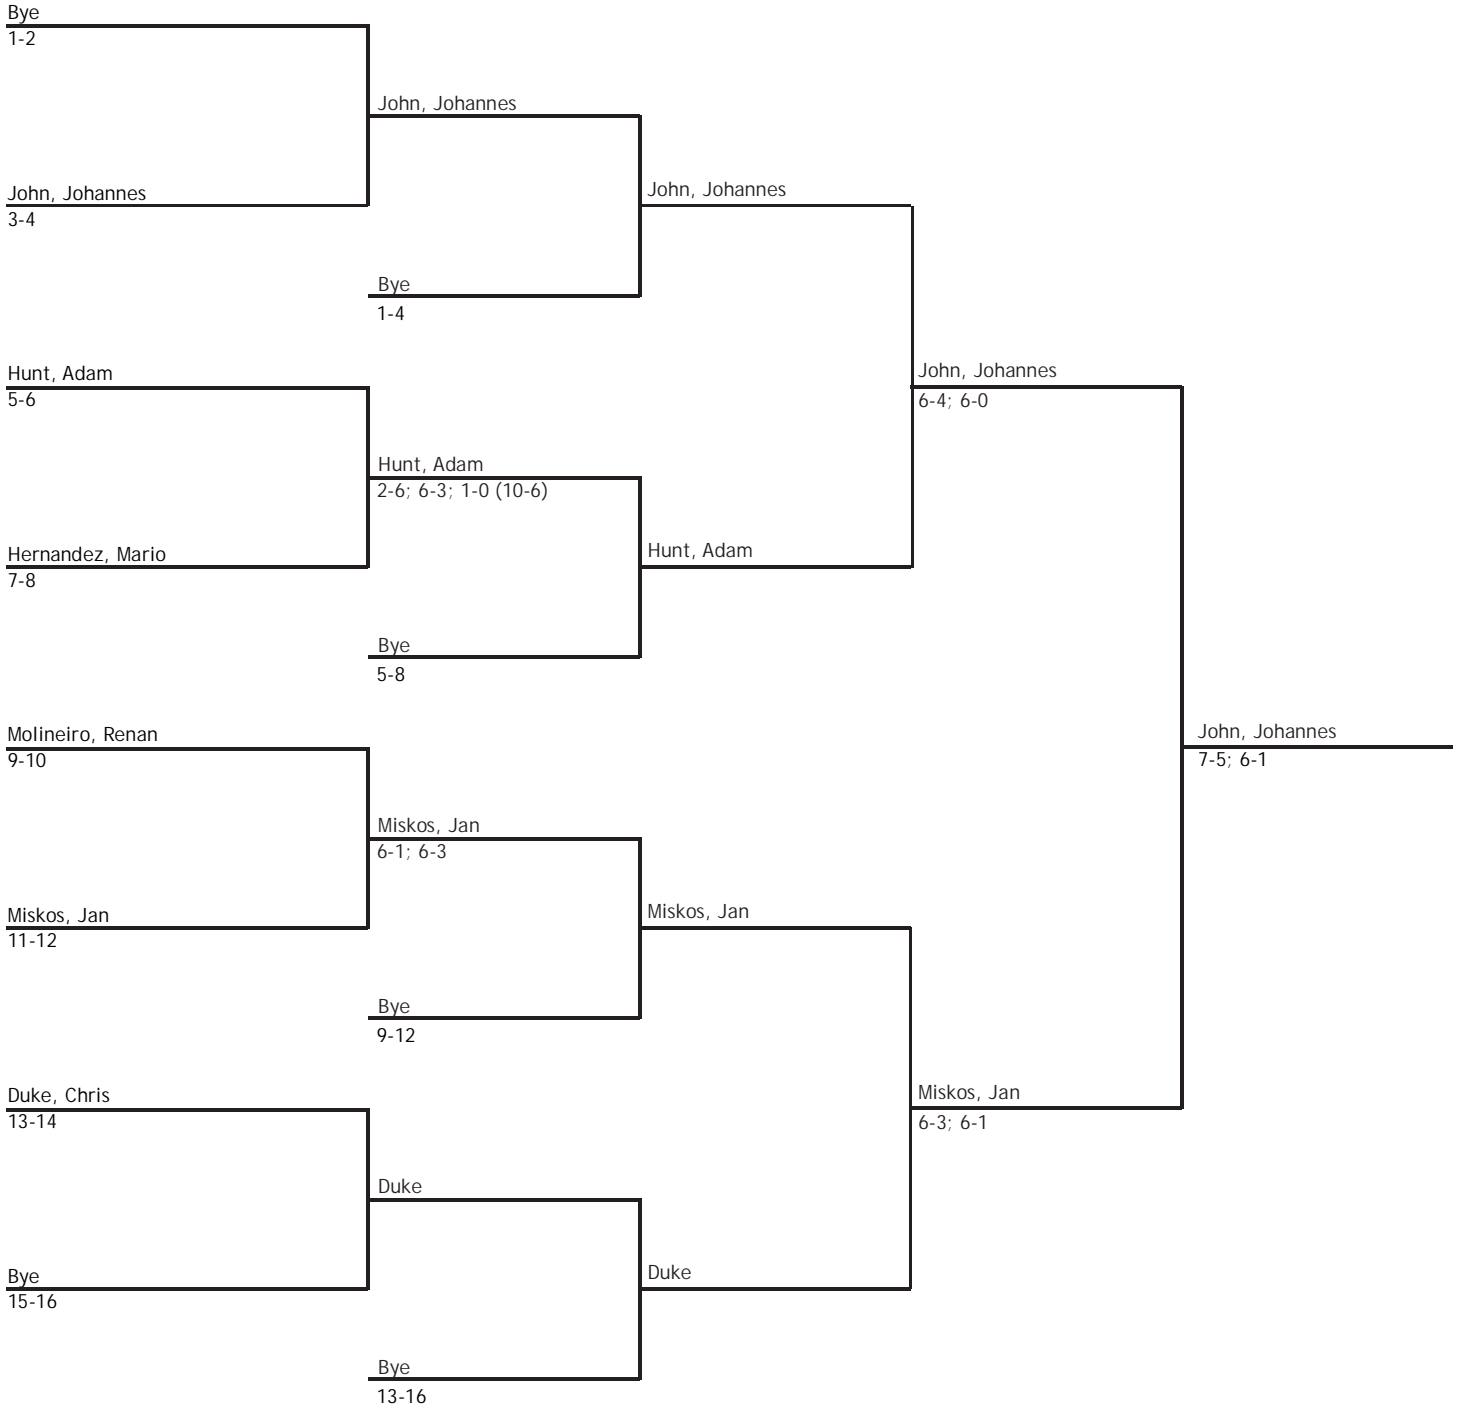 Bye
1-2
John, Johannes
John, Johannes
John, Johannes
3-4
Bye
1-4
Hunt, Adam
5-6
John, Johannes
6-4; 6-0
Hunt, Adam
2-6; 6-3; 1-0 (10-6)
Hernandez, Mario
7-8
Hunt, Adam
Bye
5-8
Molineiro, Renan
9-10
John, Johannes
7-5; 6-1
Miskos, Jan
6-1; 6-3
Miskos, Jan
11-12
Miskos, Jan
Bye
9-12
Duke, Chris
13-14
Miskos, Jan
6-3; 6-1
Duke
Bye
15-16
Duke
Bye
13-16